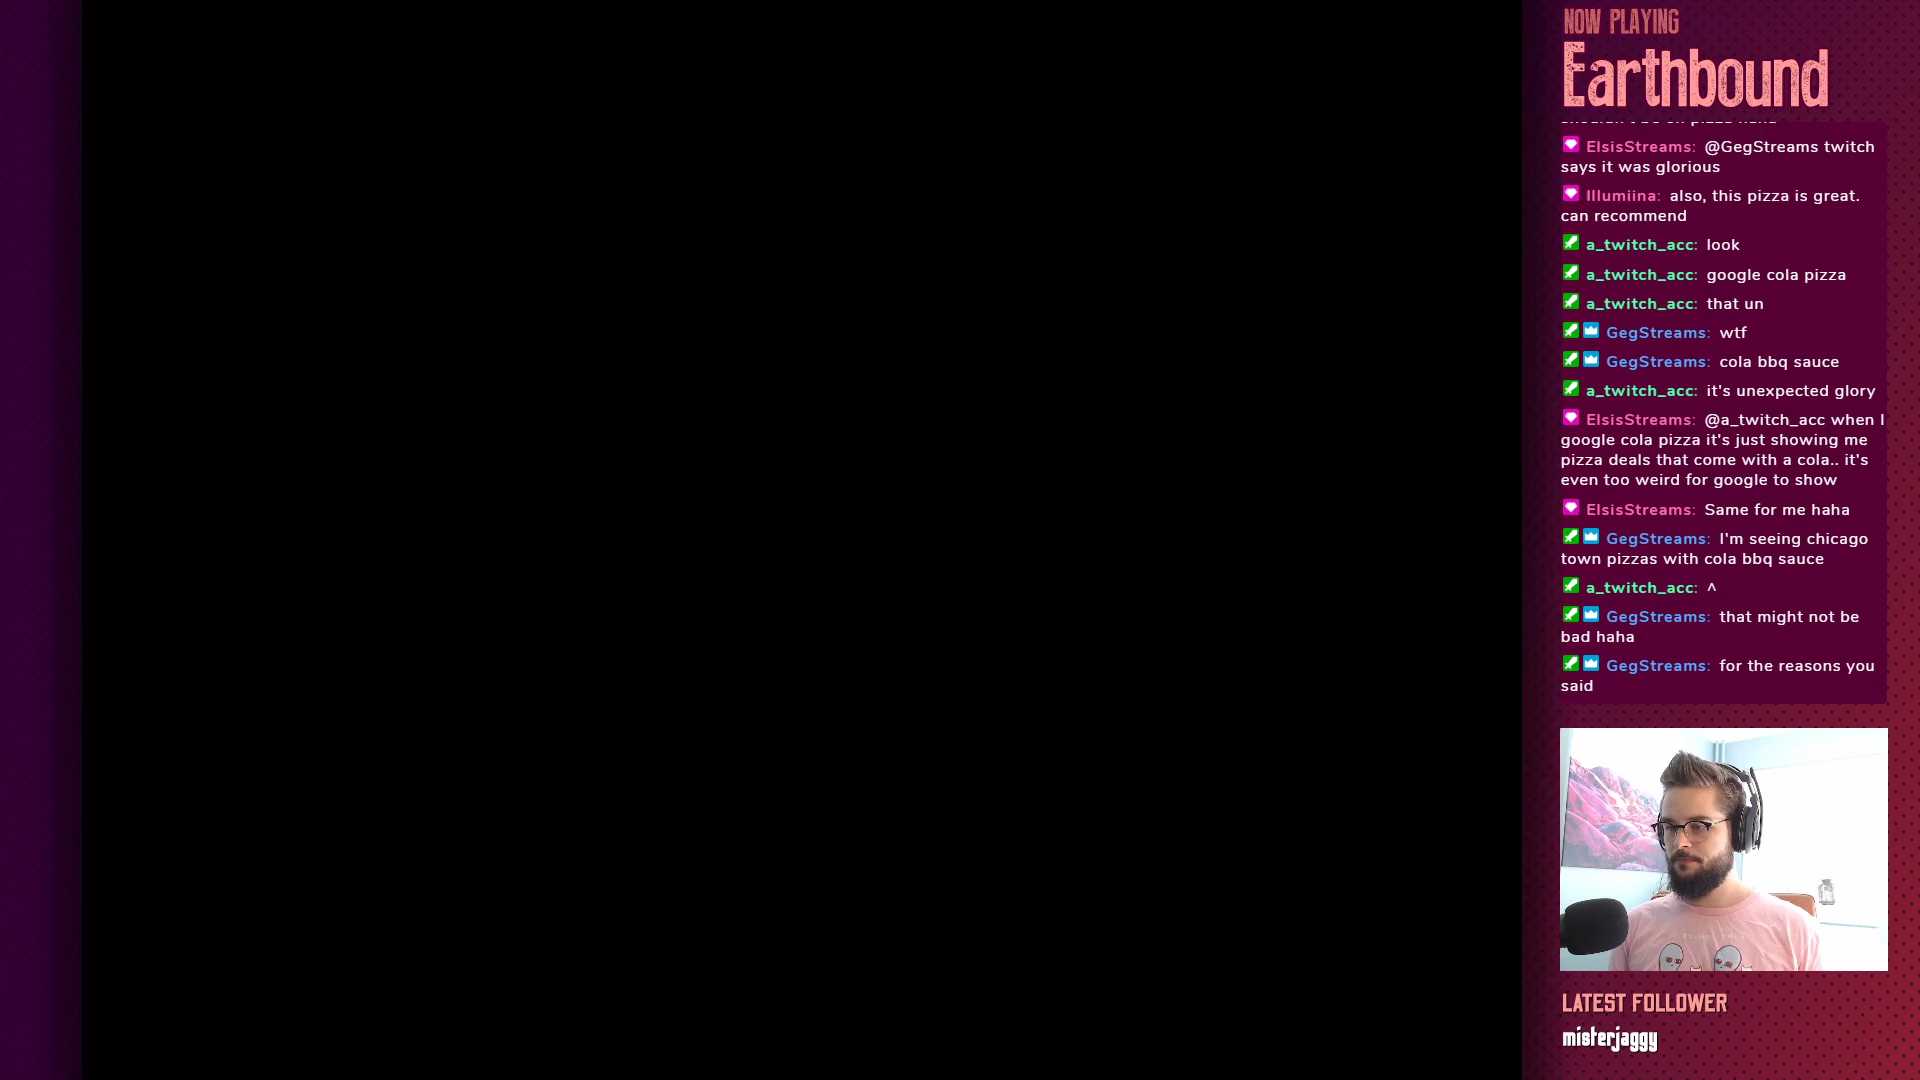 NOW PLAYING
Earthbound
ElsisStreams: @GegStreams twitch
says it was glorious
Illumiina: also, this pizza is great.
can recommend
a_twitch_acc: look
a_twitch_acc: google cola pizza
a_twitch_acc: that un
GegStreams: wtf
GegStreams: cola bbq sauce
a_twitch_acc: it's unexpected glory
ElsisStreams: @a_twitch_acc when I
google cola pizza it's just showing me
pizza deals that come with a cola.. it's
even too weird for google to show
ElsisStreams: Same for me haha
GegStreams: I'm seeing chicago
town pizzas with cola bbq sauce
a_twitch_acc: ^
GegStreams: that might not be
bad haha
GegStreams: for the reasons you
said
LATEST FOLLOWER
misterjaggy